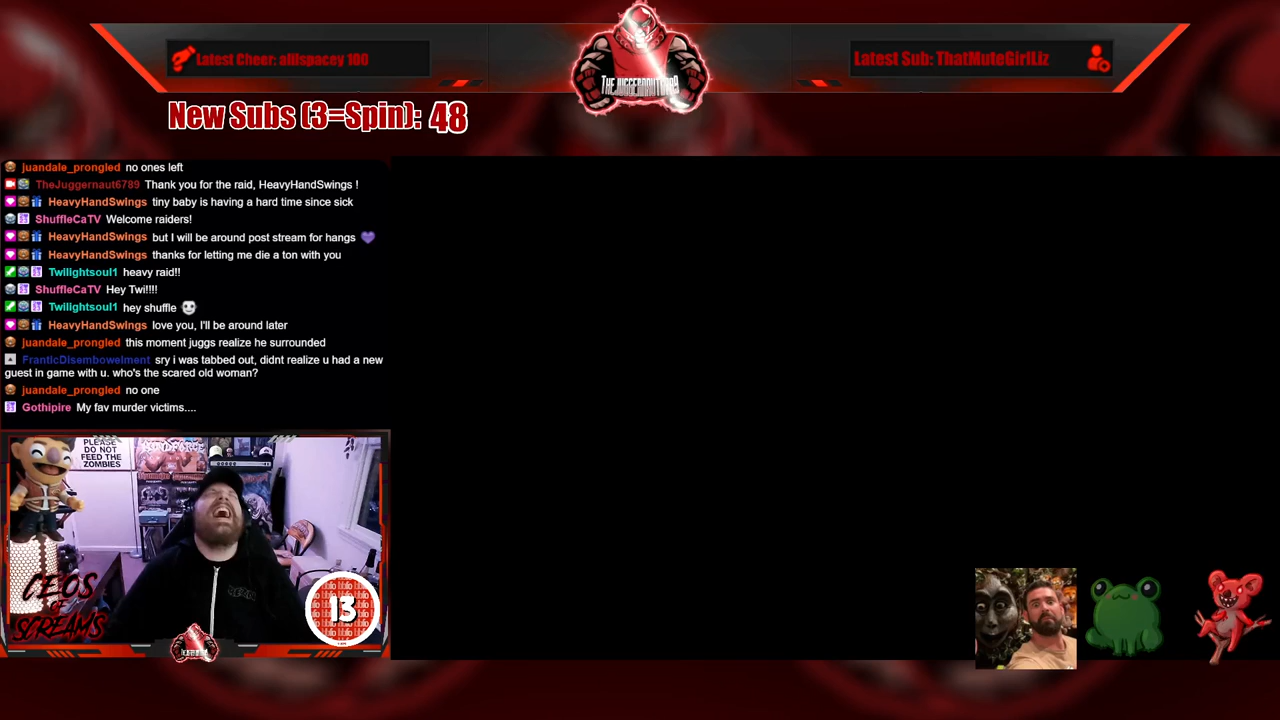 Latest Cheer: allispacey 100
THEJUGGERNAUT6789
Latest Sub: ThatMuteGirlLiz
New Subs (3=Spin): 48
juandale_prongled no ones left
TheJuggernaut6789 Thank you for the raid, HeavyHandSwings !
HeavyHandSwings tiny baby is having a hard time since sick
ShuffleCaTV Welcome raiders!
HeavyHandSwings but I will be around post stream for hangs
HeavyHandSwings thanks for letting me die a ton with you
Twilightsoul1 heavy raid!!
ShuffleCaTV Hey Twi!!!!
Twilightsoul1 hey shuffle
HeavyHandSwings love you, I'll be around later
juandale_prongled this moment juggs realize he surrounded
FranticDisembowelment sry i was tabbed out, didnt realize u had a new
guest in game with u. who's the scared old woman?
juandale_prongled no one
Gothipire My fav murder victims....
PLEASE
DO NOT
FEED THE
ZOMBIES
CEOS
OF
SCREAMS
13